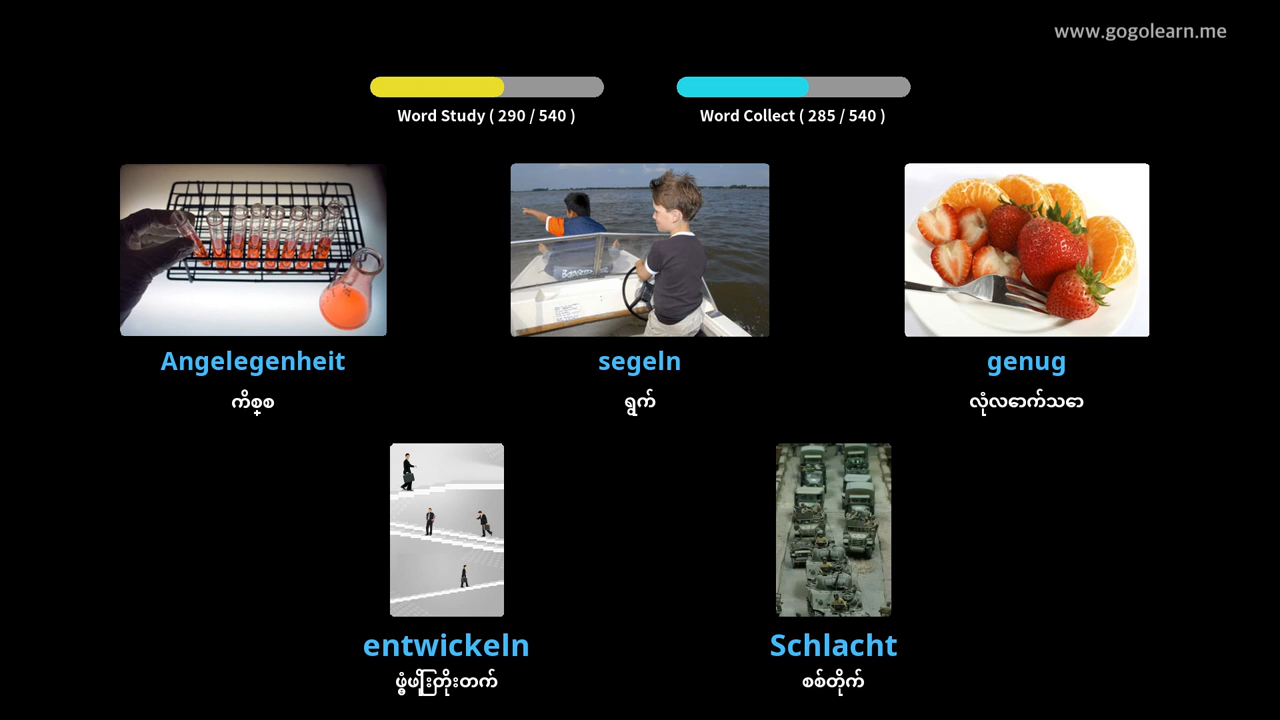 www.gogolearn.me
Word Study ( 290 / 540 )
Word Collect ( 285 / 540 )
Angelegenheit
segeln
genug
ကိစ္စ
ရွက်
လုံလောက်သော
entwickeln
Schlacht
ဖွံ့ဖြိုးတိုးတက်
စစ်တိုက်